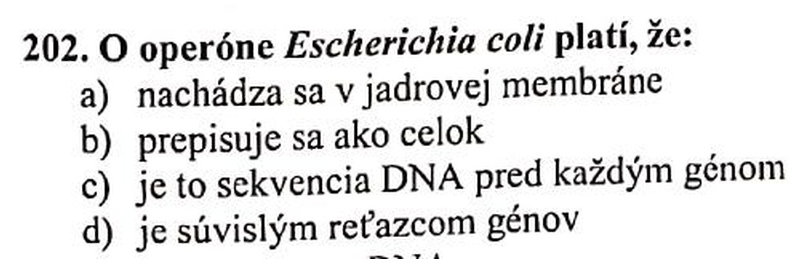 202. O operóne Escherichia coli platí, že:
a) nachádza sa v jadrovej membráne
b) prepisuje sa ako celok
c) je to sekvencia DNA pred každým génom
d) je súvislým reťazcom génov